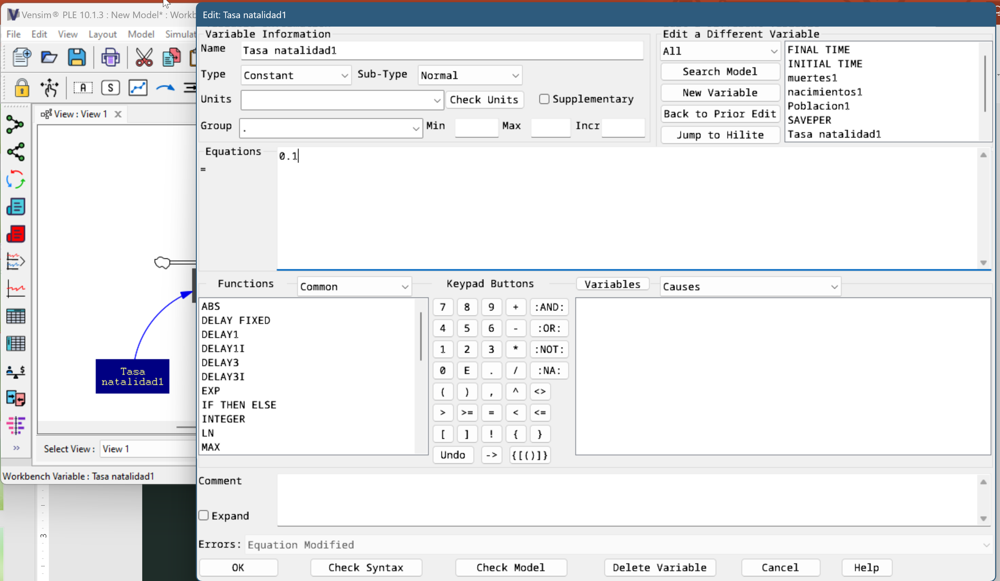 Vensim® PLE 10.1.3 : New Model* : Workb
File Edit View Layout Model Simulat
A S
View : View 1
Tasa
natalidad1
Select View : View 1
Workbench Variable : Tasa natalidad1
3
Edit: Tasa natalidad1
Variable Information
Name Tasa natalidad1
Type Constant Sub-Type Normal
Units Check Units Supplementary
Group . Min Max Incr
Edit a Different Variable
All
Search Model
New Variable
Back to Prior Edit
Jump to Hilite
FINAL TIME
INITIAL TIME
muertes1
nacimientos1
Poblacion1
SAVEPER
Tasa natalidad1
Equations 0.1
=
Functions Common
ABS
DELAY FIXED
DELAY1
DELAY1I
DELAY3
DELAY3I
EXP
IF THEN ELSE
INTEGER
LN
MAX
Keypad Buttons
7 8 9 + :AND:
4 5 6 - :OR:
1 2 3 * :NOT:
0 E . / :NA:
( ) , ^ <>
> >= = < <=
[ ] ! { }
Undo -> {[()]}
Variables Causes
Comment
Expand
Errors: Equation Modified
OK Check Syntax Check Model Delete Variable Cancel Help